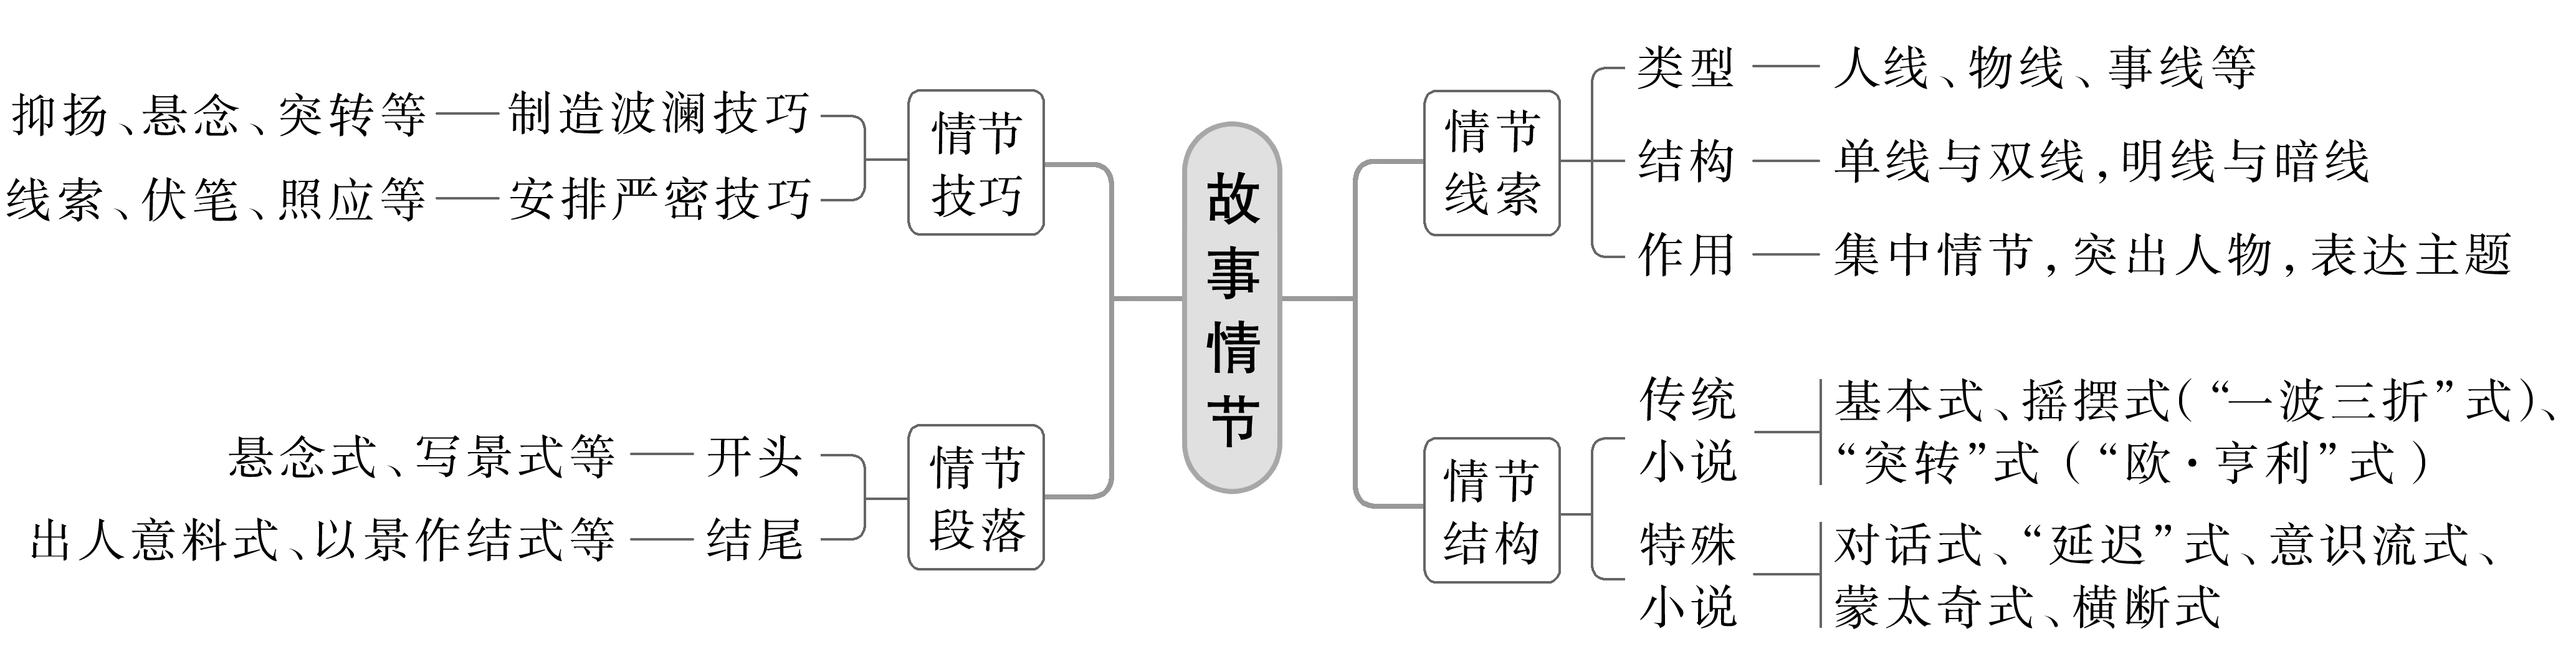 故事情节
情节
线索
类型
人线、物线、事线等
结构
单线与双线,明线与暗线
作用
集中情节,突出人物,表达主题
情节
结构
传统
小说
基本式、摇摆式(“一波三折”式)、
“突转”式(“欧·亨利”式)
特殊
小说
对话式、“延迟”式、意识流式、
蒙太奇式、横断式
情节
技巧
制造波澜技巧
抑扬、悬念、突转等
安排严密技巧
线索、伏笔、照应等
情节
段落
开头
悬念式、写景式等
结尾
出人意料式、以景作结式等